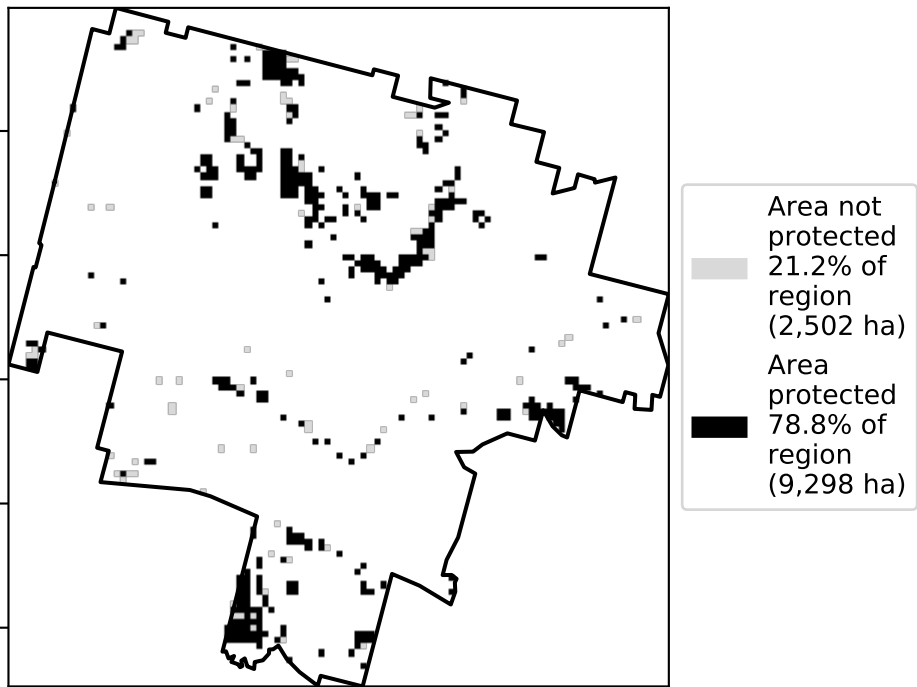 Area not
protected
21.2% of
region
(2,502 ha)
Area
protected
78.8% of
region
(9,298 ha)